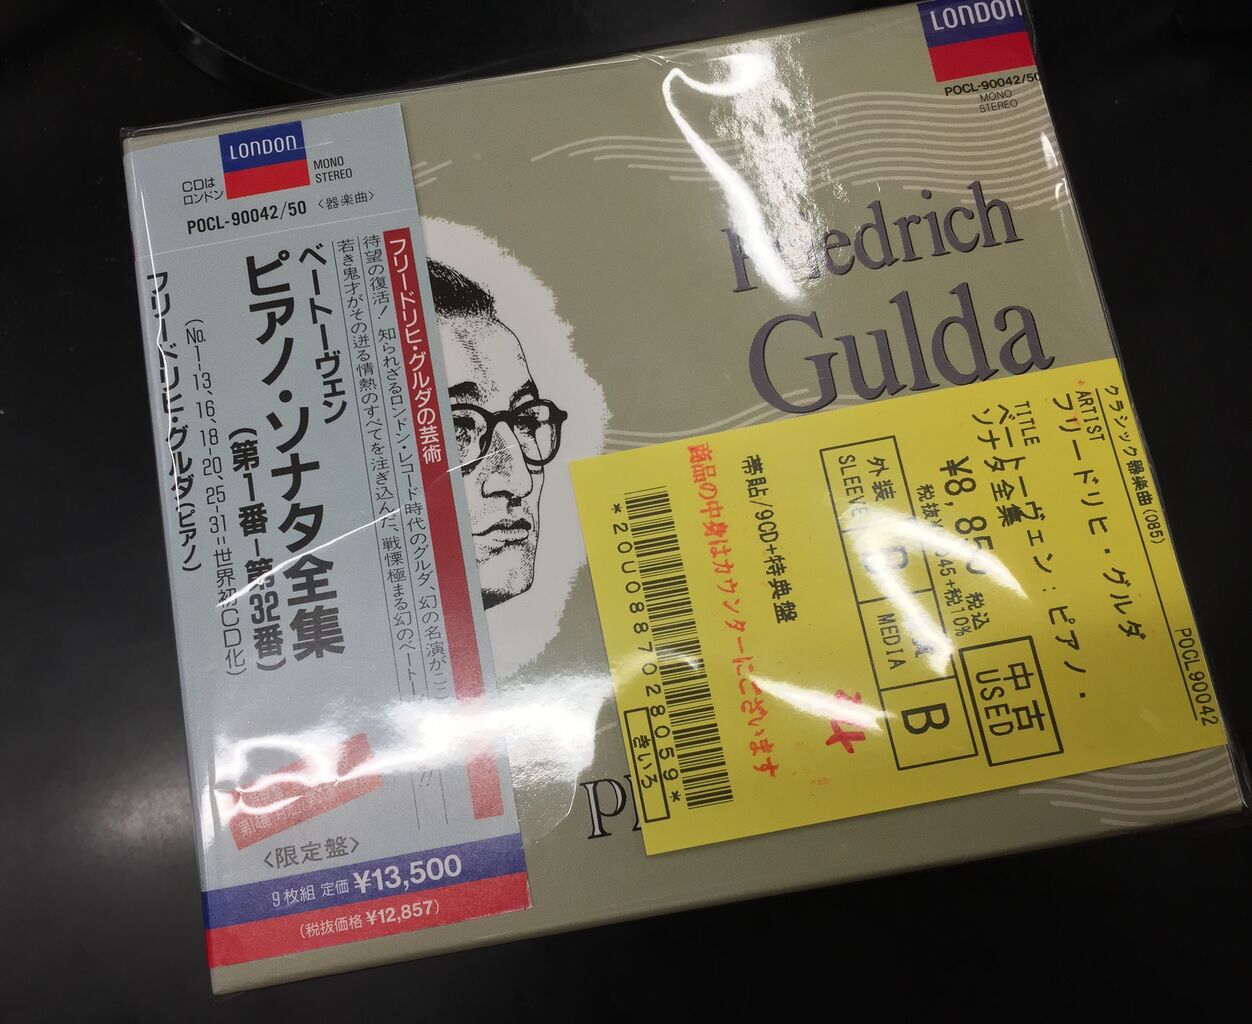 LONDON
CDは
ロンドン
MONO
STEREO
POCL-90042/50
〈器楽曲〉
フリードリヒ・グルダの芸術
待望の復活! 知られざるロンドン・レコード時代のグルダ、幻の名演がここ
若き鬼才がその迸る情熱のすべてを注ぎ込んだ、戦慄極まる幻のベートー
!!
ベートーヴェン
ピアノ・ソナタ全集
(第1番–第32番)
(No. 1–13、16、18–20、25–31=世界初CD化)
フリードリヒ・グルダ(ピアノ)
〈限定盤〉
9枚組 定価 ¥13,500
(税抜価格 ¥12,857)
LONDON
POCL-90042/50
MONO
STEREO
Friedrich
Gulda
クラシック器楽曲(085)
POCL90042
ARTIST
フリードリヒ・グルダ
TITLE
ベートーヴェン:ピアノ・
ソナタ全集
¥8,850 税込
+税10%
中古
USED
外装
SLEEVE
B
MEDIA
B
帯貼/9CD+特典盤
商品の中身はカウンターにございます
*20U0887028059*
きいろ